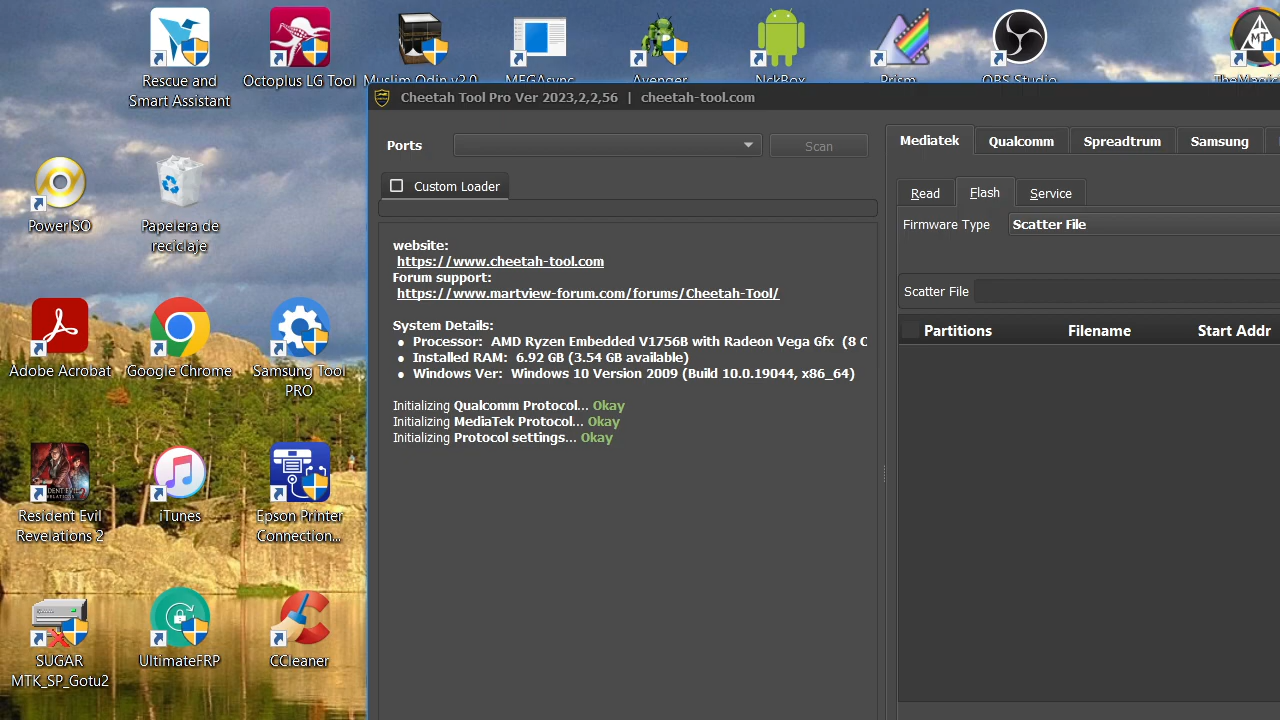 Rescue and
Smart Assistant
Octoplus LG Tool
Muslim Odin v2.0
MEGAsync
Avenger
NckBox
Prism
OBS Studio
TheMagic
Cheetah Tool Pro Ver 2023,2,2,56 | cheetah-tool.com
Ports
Scan
Mediatek
Qualcomm
Spreadtrum
Samsung
Custom Loader
Read
Flash
Service
Firmware Type
Scatter File
Scatter File
Partitions
Filename
Start Addr
website:
https://www.cheetah-tool.com
Forum support:
https://www.martview-forum.com/forums/Cheetah-Tool/
System Details:
● Processor: AMD Ryzen Embedded V1756B with Radeon Vega Gfx (8 C
● Installed RAM: 6.92 GB (3.54 GB available)
● Windows Ver: Windows 10 Version 2009 (Build 10.0.19044, x86_64)
Initializing Qualcomm Protocol... Okay
Initializing MediaTek Protocol... Okay
Initializing Protocol settings... Okay
PowerISO
Papelera de
reciclaje
Adobe Acrobat
Google Chrome
Samsung Tool
PRO
Resident Evil
Revelations 2
iTunes
Epson Printer
Connection...
SUGAR
MTK_SP_Gotu2
UltimateFRP
CCleaner